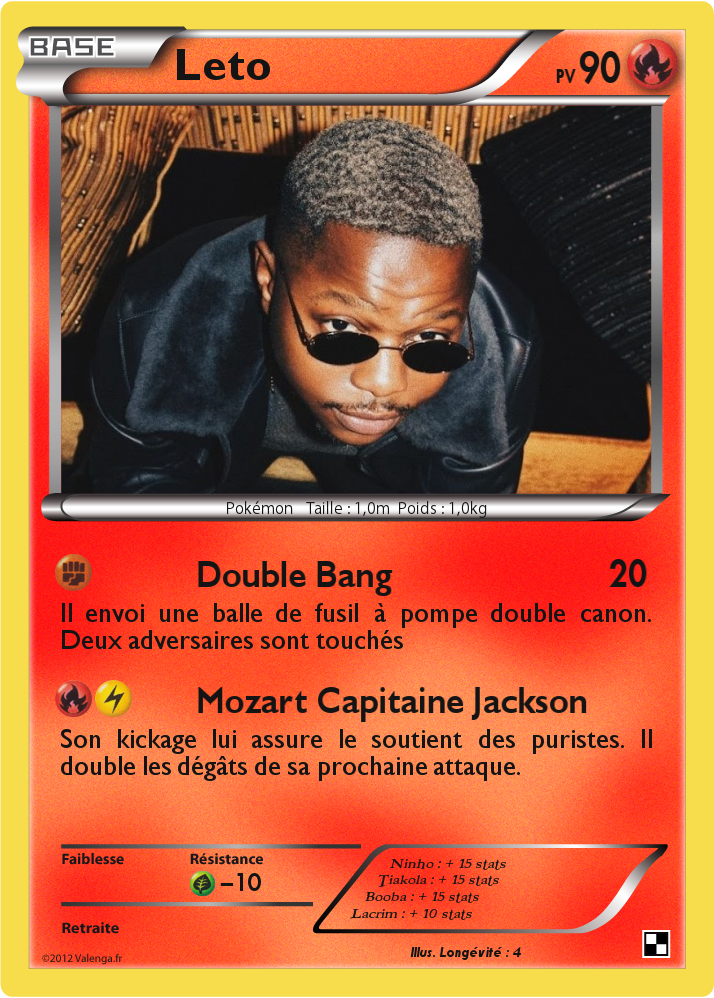 BASE
Leto
PV 90
Pokémon Taille : 1,0m Poids : 1,0kg
Double Bang 20
Il envoi une balle de fusil à pompe double canon.
Deux adversaires sont touchés
Mozart Capitaine Jackson
Son kickage lui assure le soutient des puristes. Il
double les dégâts de sa prochaine attaque.
Faiblesse
Résistance
–10
Retraite
Ninho : + 15 stats
Tiakola : + 15 stats
Booba : + 15 stats
Lacrim : + 10 stats
Illus. Longévité : 4
©2012 Valenga.fr